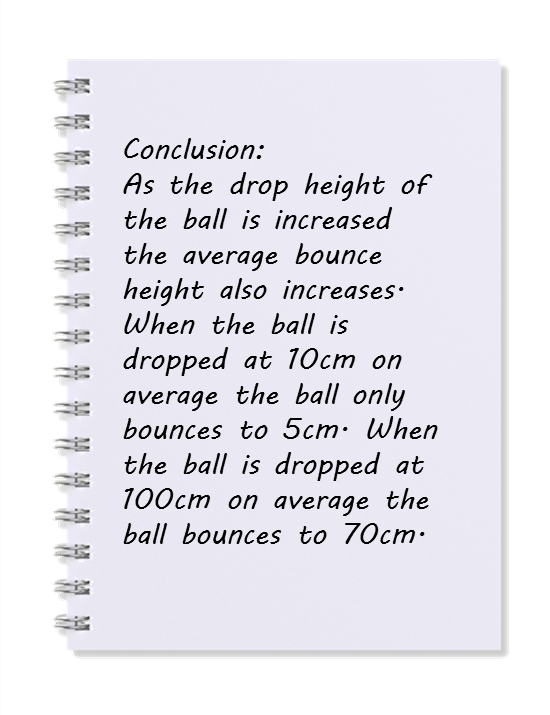 Conclusion:
As the drop height of
the ball is increased
the average bounce
height also increases.
When the ball is
dropped at 10cm on
average the ball only
bounces to 5cm. When
the ball is dropped at
100cm on average the
ball bounces to 70cm.